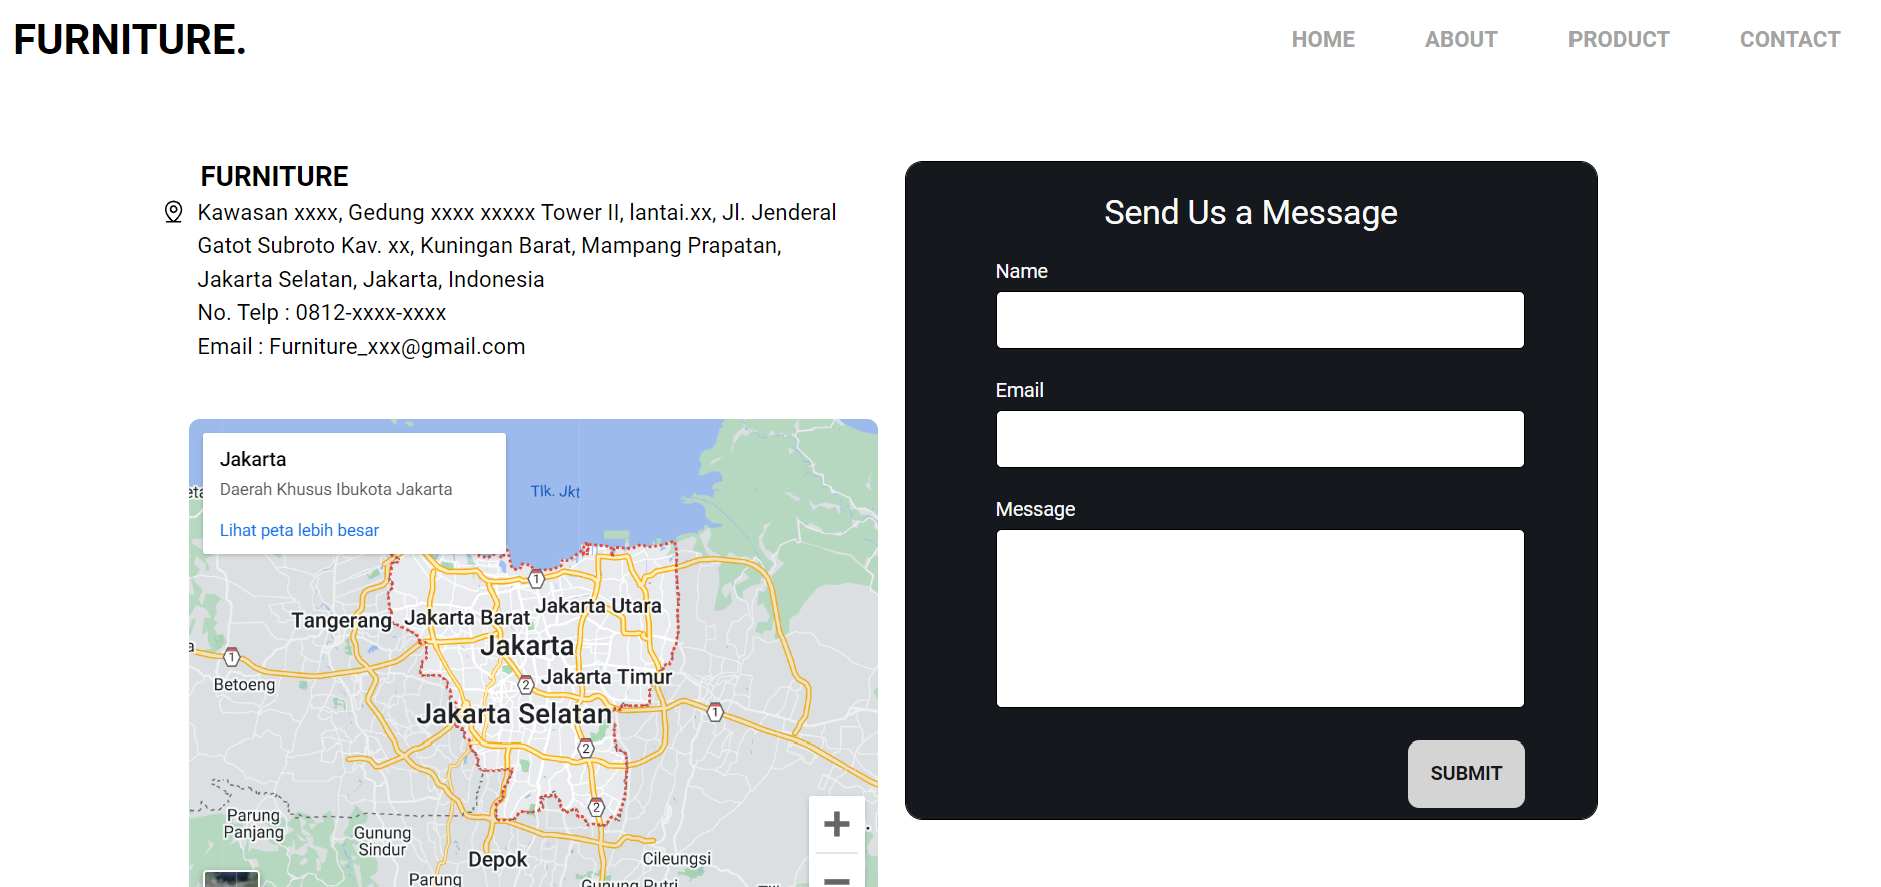 FURNITURE.
HOME ABOUT PRODUCT CONTACT
FURNITURE
Kawasan xxxx, Gedung xxxx xxxxx Tower II, lantai.xx, Jl. Jenderal
Gatot Subroto Kav. xx, Kuningan Barat, Mampang Prapatan,
Jakarta Selatan, Jakarta, Indonesia
No. Telp : 0812-xxxx-xxxx
Email : Furniture_xxx@gmail.com
Jakarta
Daerah Khusus Ibukota Jakarta
Lihat peta lebih besar
Tlk. Jkt
1
Jakarta Utara
Tangerang
Jakarta Barat
Jakarta
1
Jakarta Timur
2
Betoeng
Jakarta Selatan
1
2
2
Parung
Panjang
Gunung
Sindur
Depok
Cileungsi
Parung
Gunung Putri
Send Us a Message
Name
Email
Message
SUBMIT